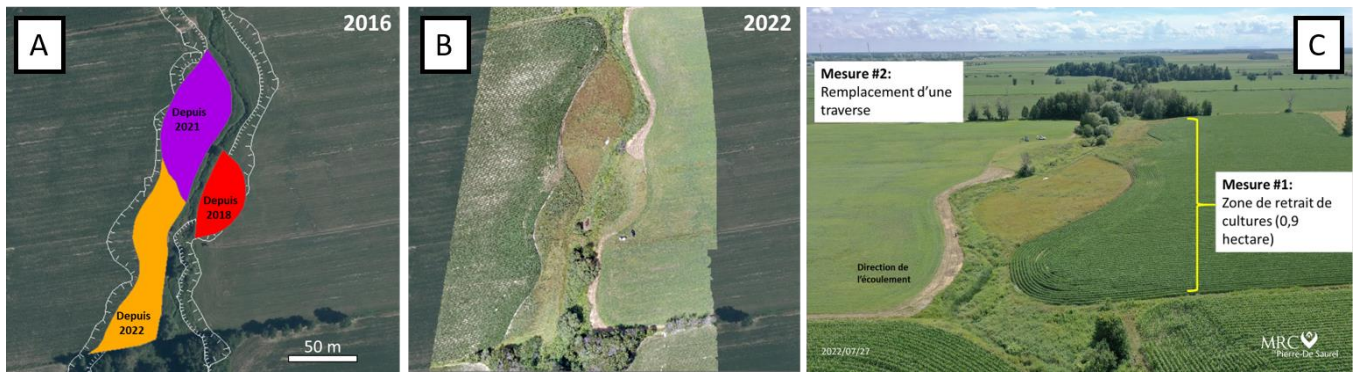 A
2016
Depuis
2021
Depuis
2018
Depuis
2022
50 m
B
2022
C
Mesure #2:
Remplacement d'une
traverse
Mesure #1:
Zone de retrait de
cultures (0,9
hectare)
Direction de
l'écoulement
2022/07/27
MRC
Pierre-De Saurel